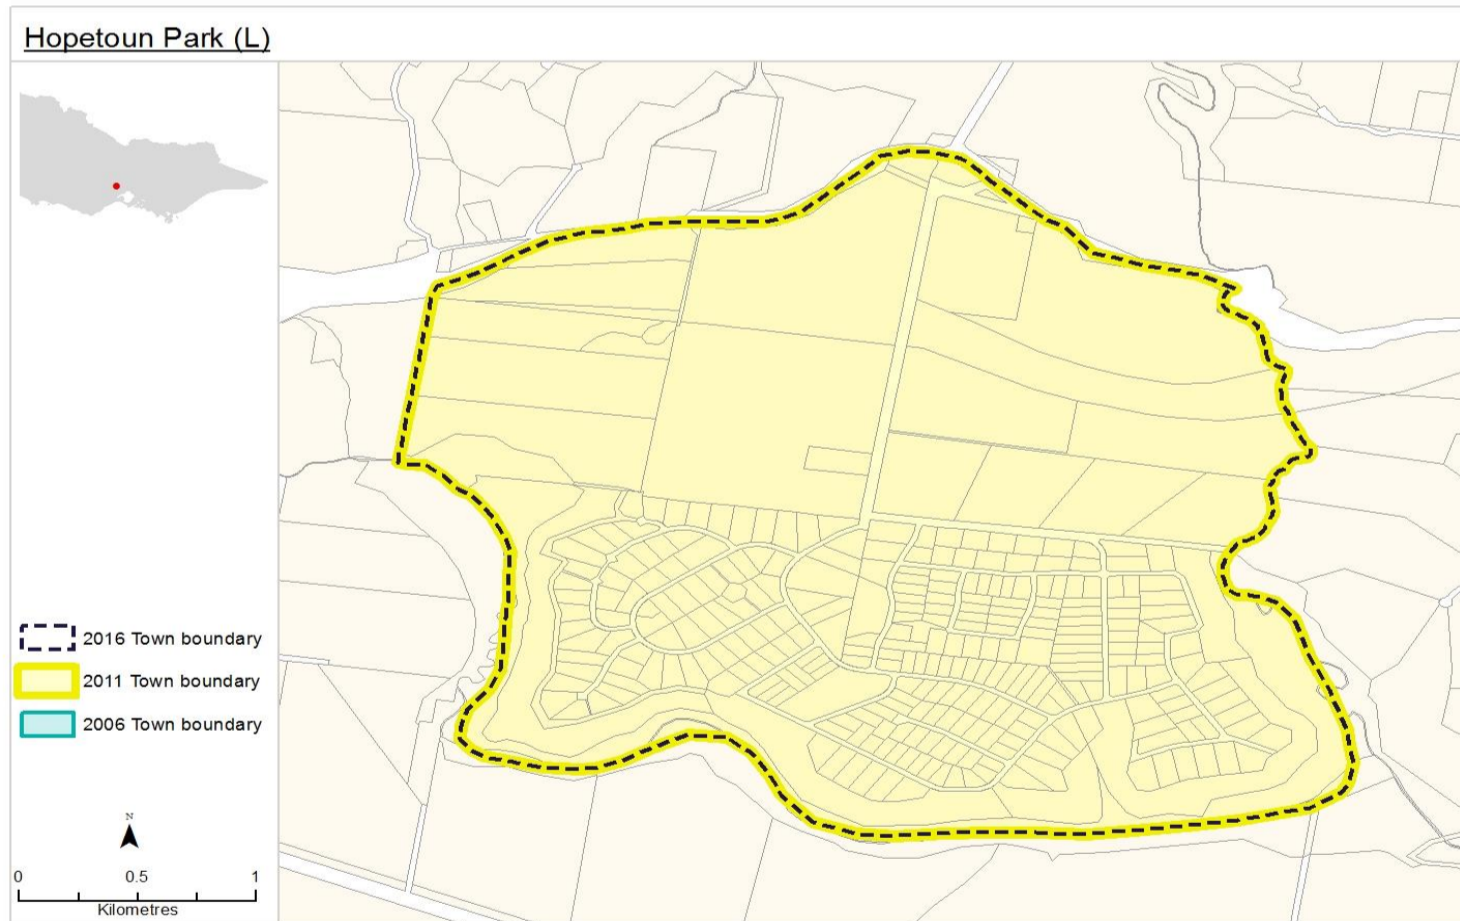 Hopetoun Park (L)
2016 Town boundary
2011 Town boundary
2006 Town boundary
N
0 0.5 1
Kilometres